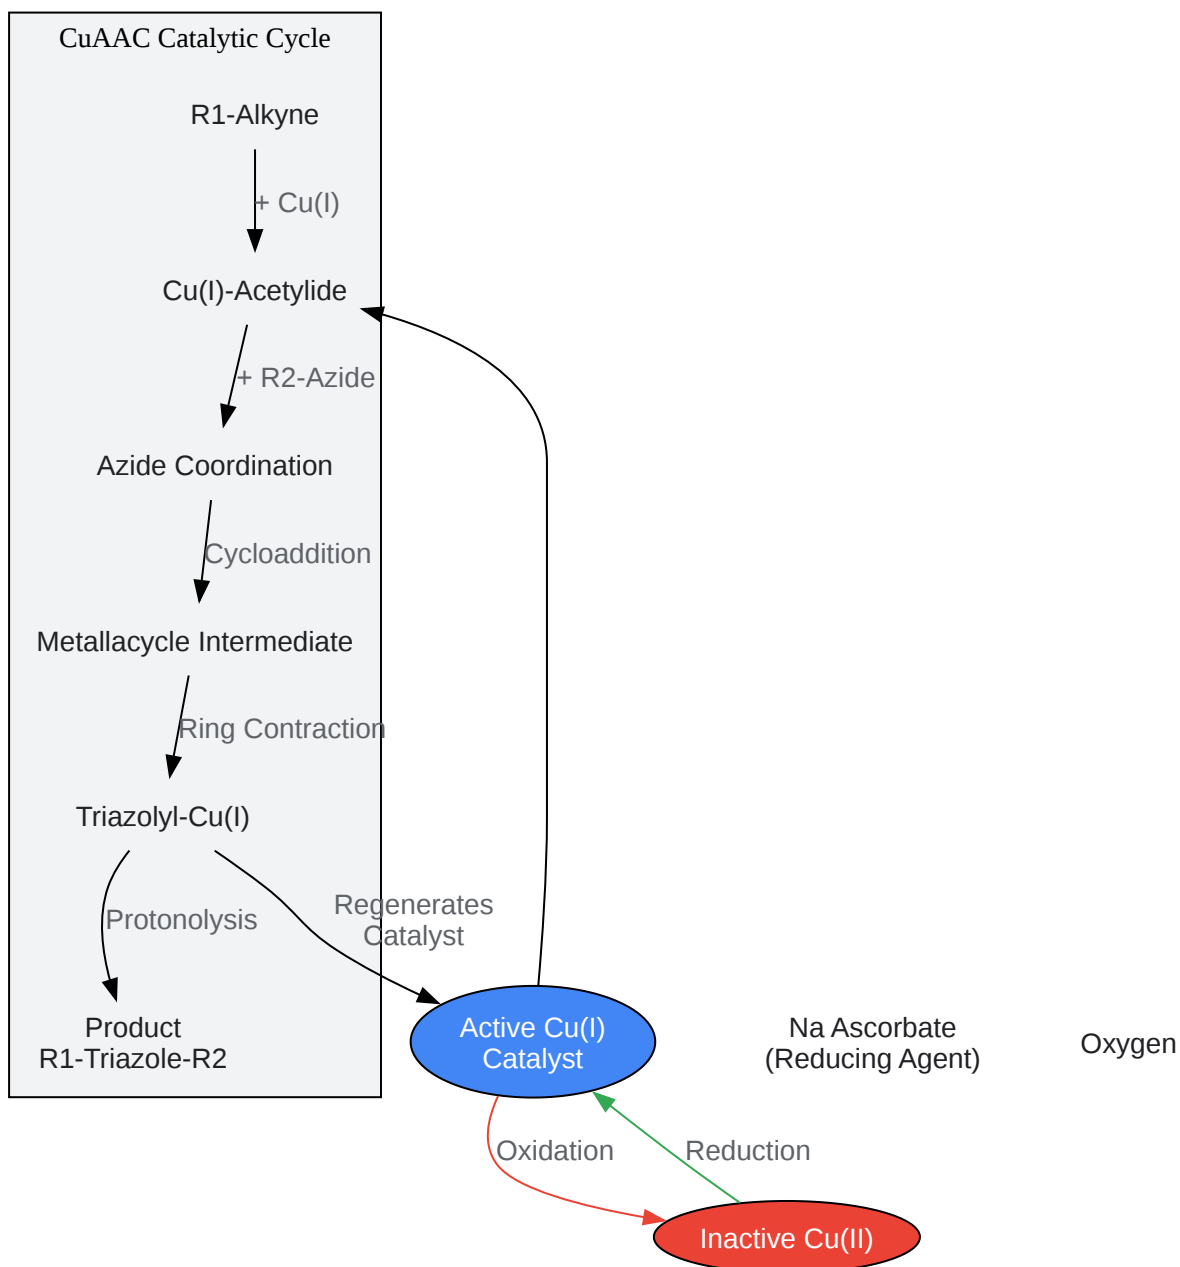 CuAAC Catalytic Cycle
R1-Alkyne
+ Cu(I)
Cu(I)-Acetylide
+ R2-Azide
Azide Coordination
Cycloaddition
Metallacycle Intermediate
Ring Contraction
Triazolyl-Cu(I)
Protonolysis
Regenerates
Catalyst
Product
R1-Triazole-R2
Active Cu(I)
Catalyst
Na Ascorbate
(Reducing Agent)
Oxygen
Oxidation
Reduction
Inactive Cu(II)